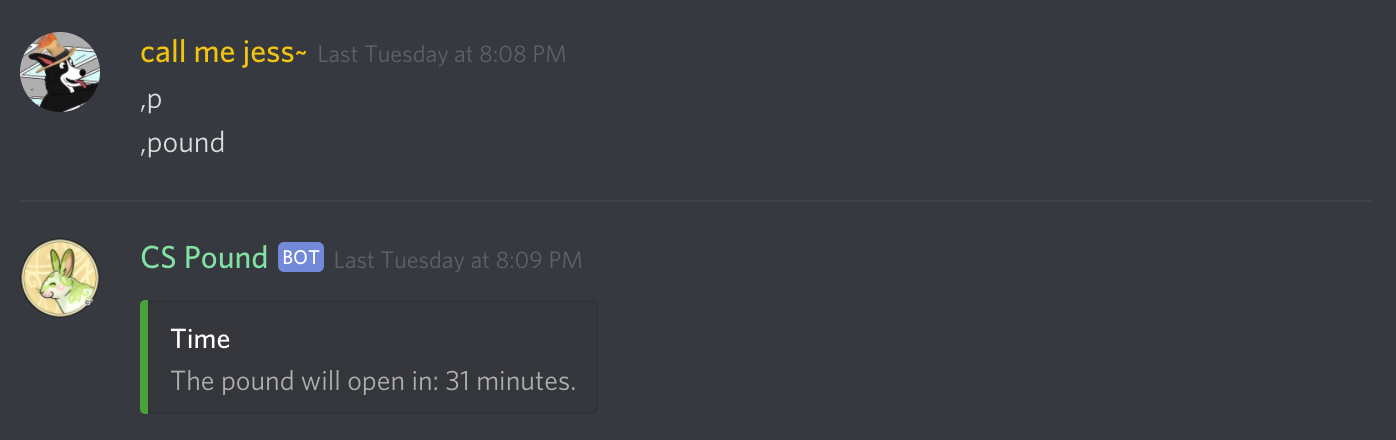 call me jess~ Last Tuesday at 8:08 PM
,p
,pound
CS Pound BOT Last Tuesday at 8:09 PM
Time
The pound will open in: 31 minutes.